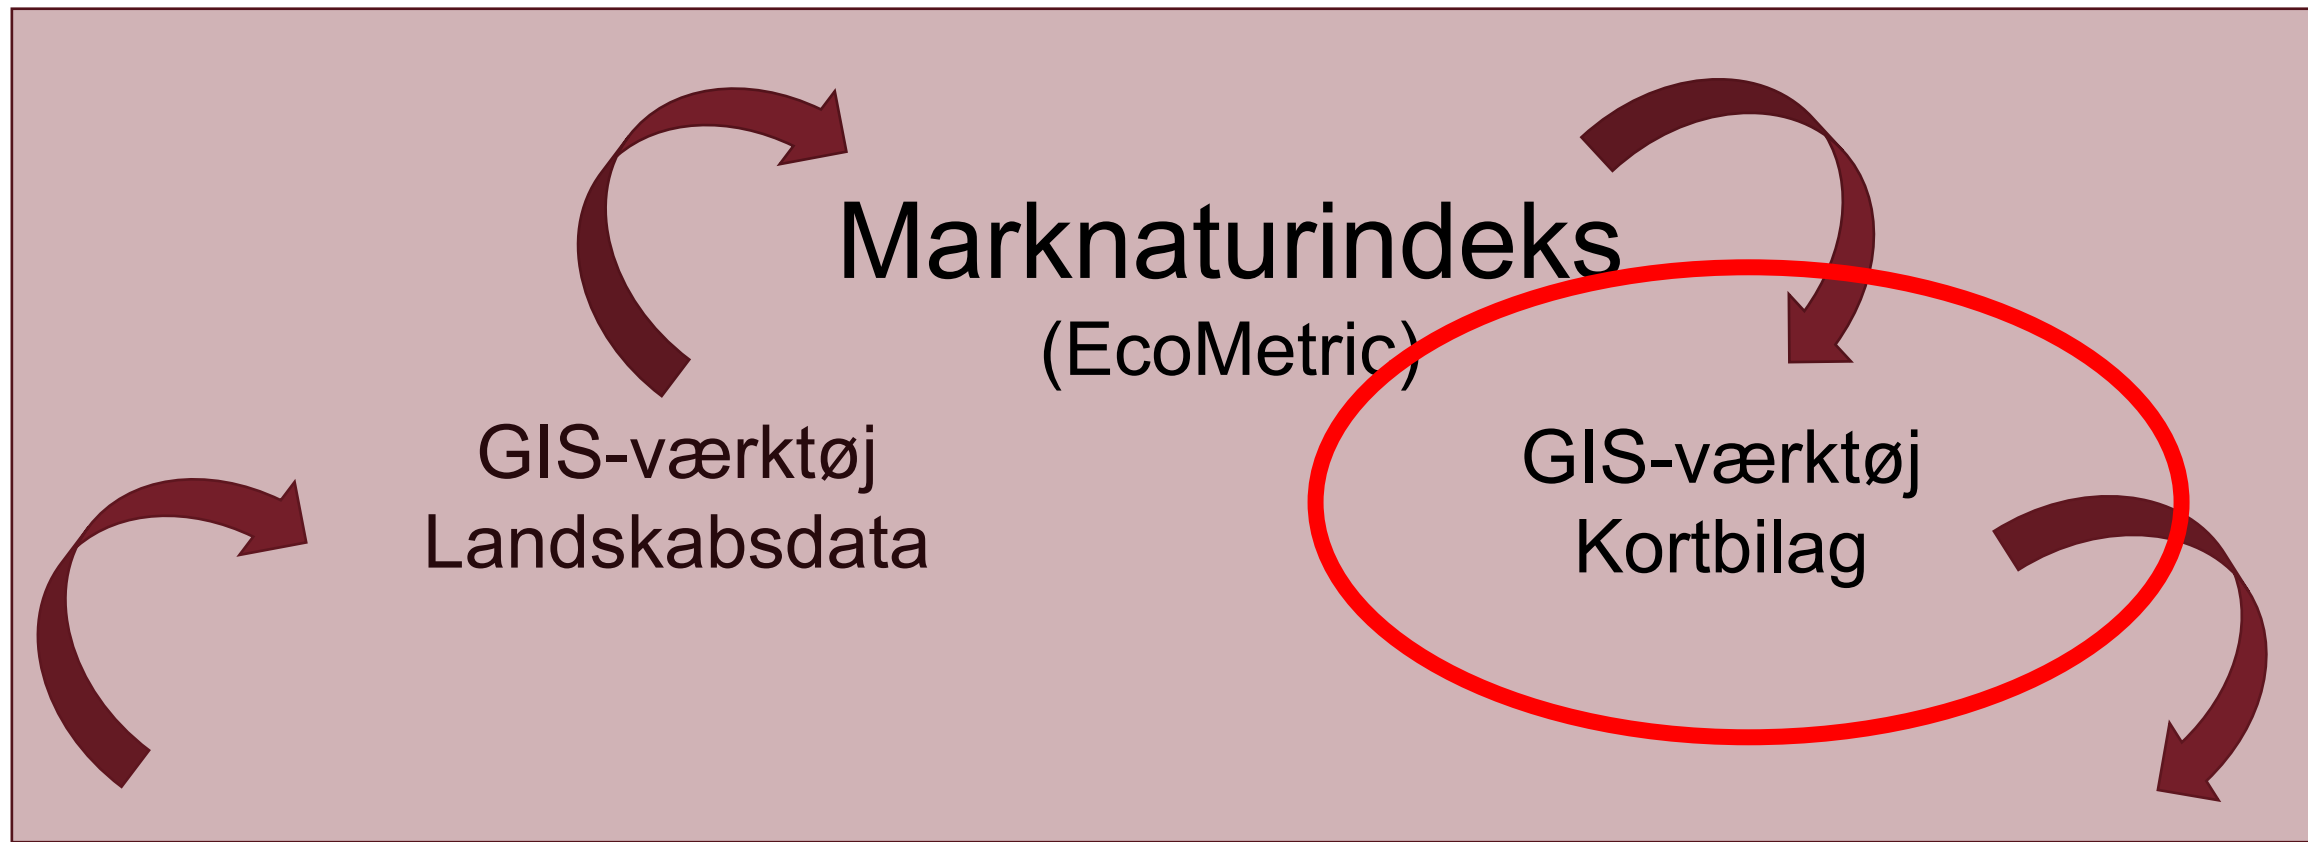 Marknaturindeks
(EcoMetric)
GIS-værktøj
Landskabsdata
GIS-værktøj
Kortbilag